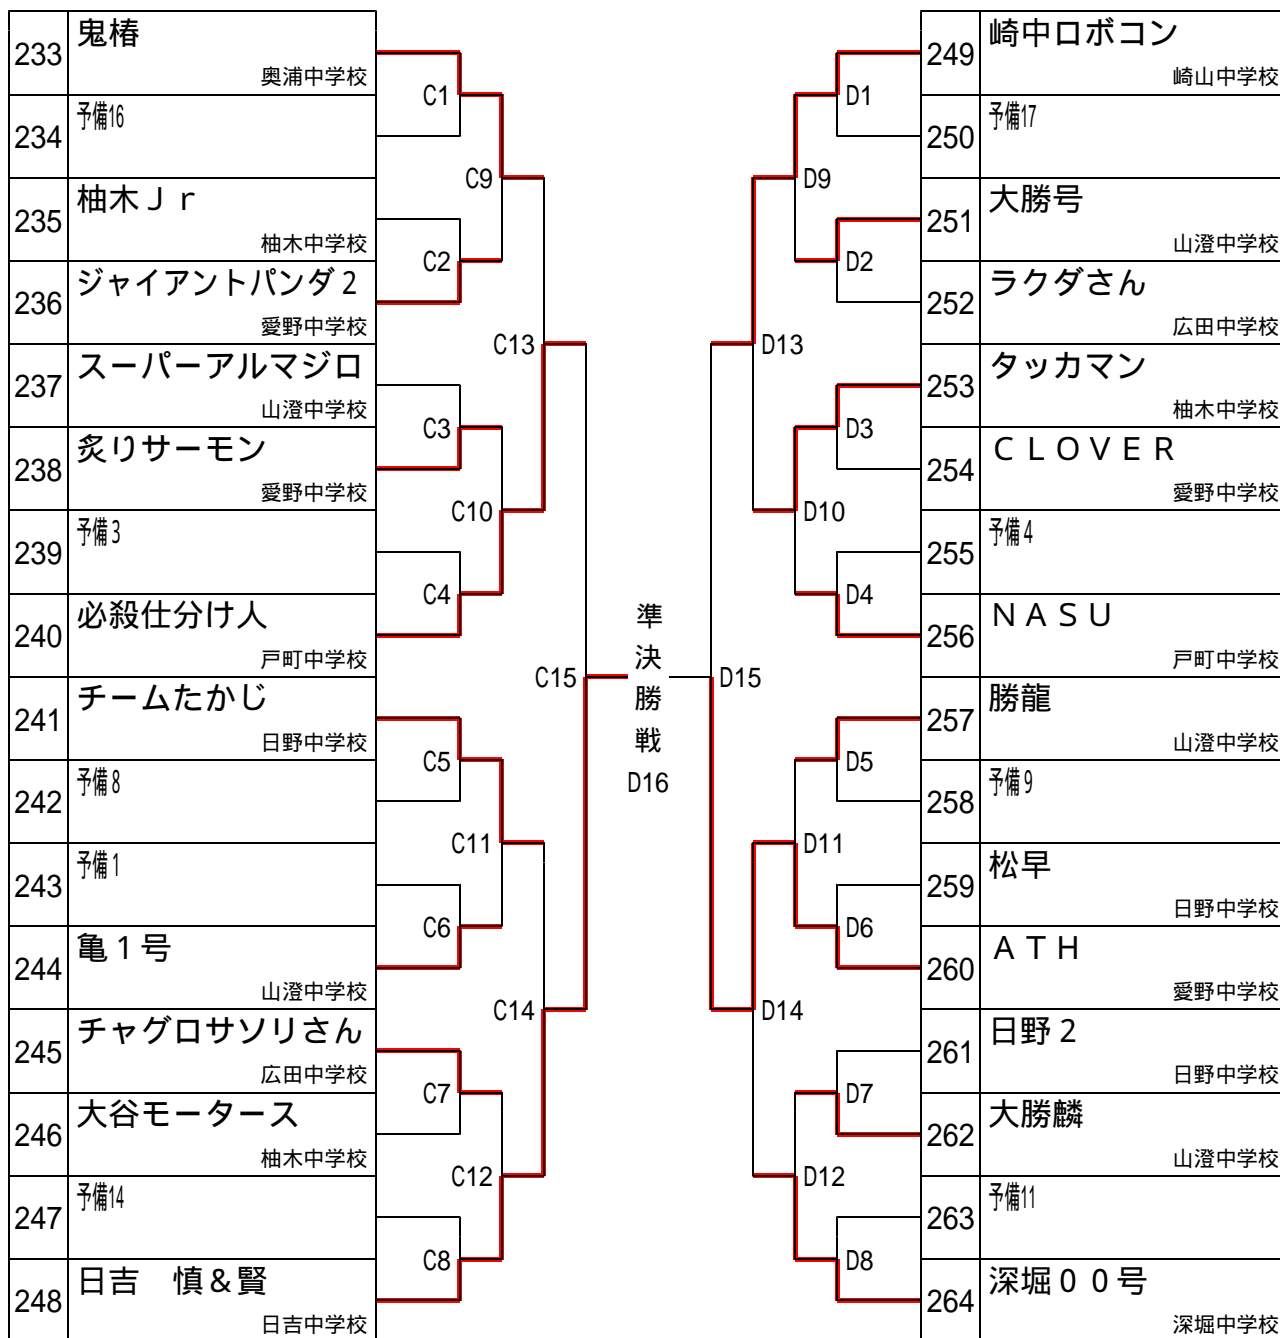 233
鬼椿
奥浦中学校
234
予備16
235
柚木Ｊｒ
柚木中学校
236
ジャイアントパンダ２
愛野中学校
237
スーパーアルマジロ
山澄中学校
238
炙りサーモン
愛野中学校
239
予備３
240
必殺仕分け人
戸町中学校
241
チームたかじ
日野中学校
242
予備８
243
予備１
244
亀１号
山澄中学校
245
チャグロサソリさん
広田中学校
246
大谷モータース
柚木中学校
247
予備14
248
日吉　慎＆賢
日吉中学校
C1
C2
C3
C4
C5
C6
C7
C8
C9
C10
C11
C12
C13
C14
C15
準
決
勝
戦
D16
D15
D13
D14
D9
D10
D11
D12
D1
D2
D3
D4
D5
D6
D7
D8
249
崎中ロボコン
崎山中学校
250
予備17
251
大勝号
山澄中学校
252
ラクダさん
広田中学校
253
タッカマン
柚木中学校
254
ＣＬＯＶＥＲ
愛野中学校
255
予備４
256
ＮＡＳＵ
戸町中学校
257
勝龍
山澄中学校
258
予備９
259
松早
日野中学校
260
ＡＴＨ
愛野中学校
261
日野２
日野中学校
262
大勝麟
山澄中学校
263
予備11
264
深堀００号
深堀中学校